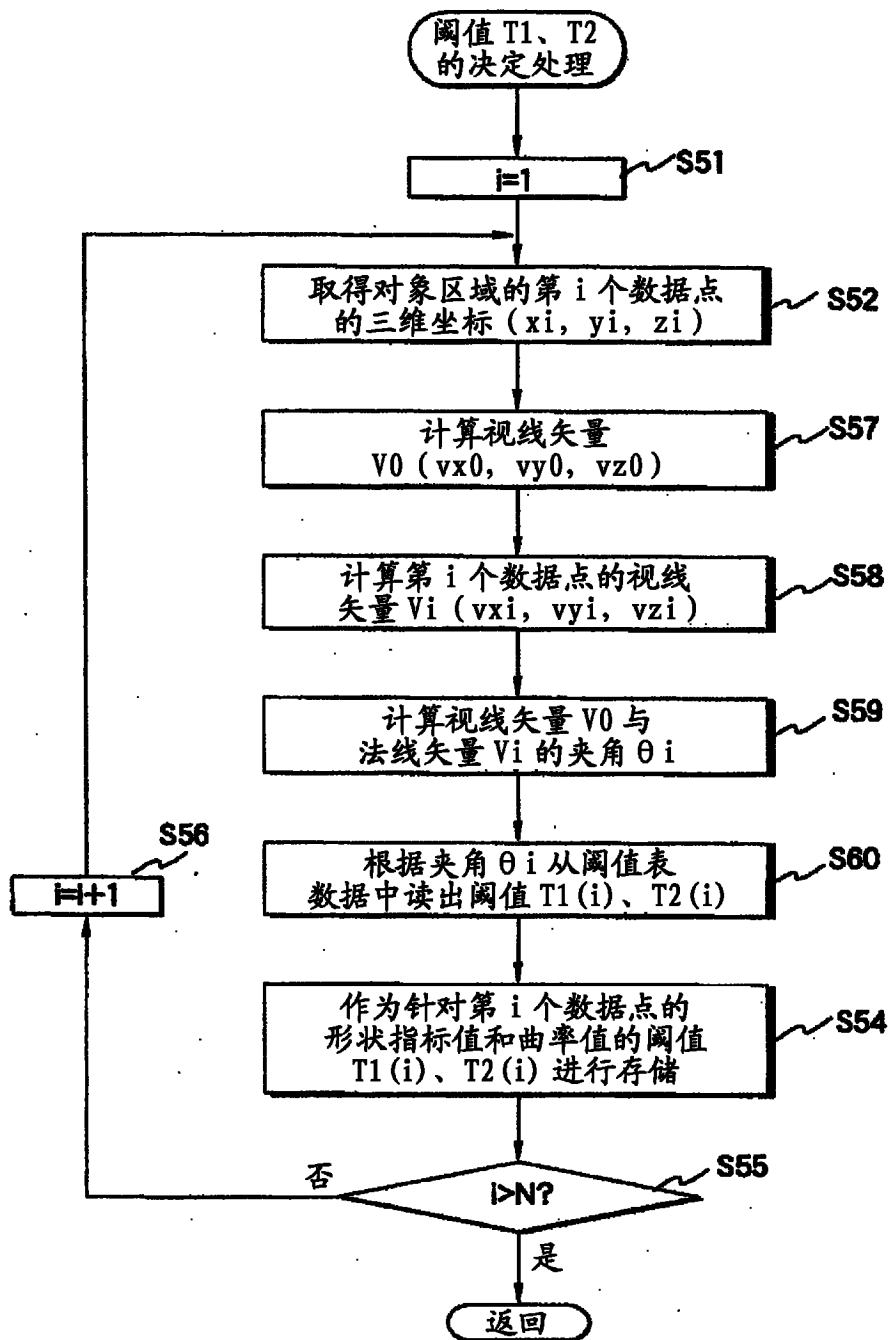 阈值 T1、T2
的决定处理
S51
i=1
取得对象区域的第 i 个数据点
的三维坐标 (xi, yi, zi)
S52
计算视线矢量
V0 (vx0, vy0, vz0)
S57
计算第 i 个数据点的视线
矢量 Vi (vxi, vyi, vzi)
S58
计算视线矢量 V0 与
法线矢量 Vi 的夹角 θi
S59
S56
i=i+1
根据夹角 θi 从阈值表
数据中读出阈值 T1(i)、T2(i)
S60
作为针对第 i 个数据点的
形状指标值和曲率值的阈值
T1(i)、T2(i) 进行存储
S54
否
i>N?
S55
是
返回